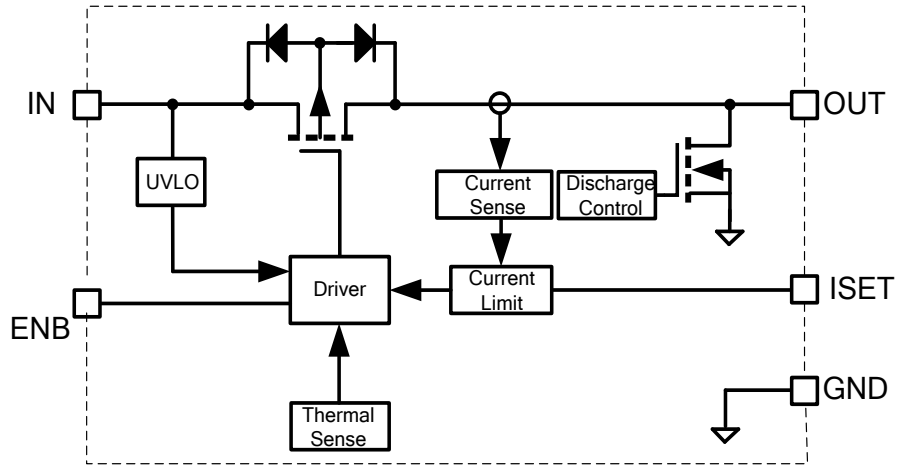 IN
OUT
UVLO
Current
Sense
Discharge
Control
Driver
Current
Limit
ISET
ENB
GND
Thermal
Sense